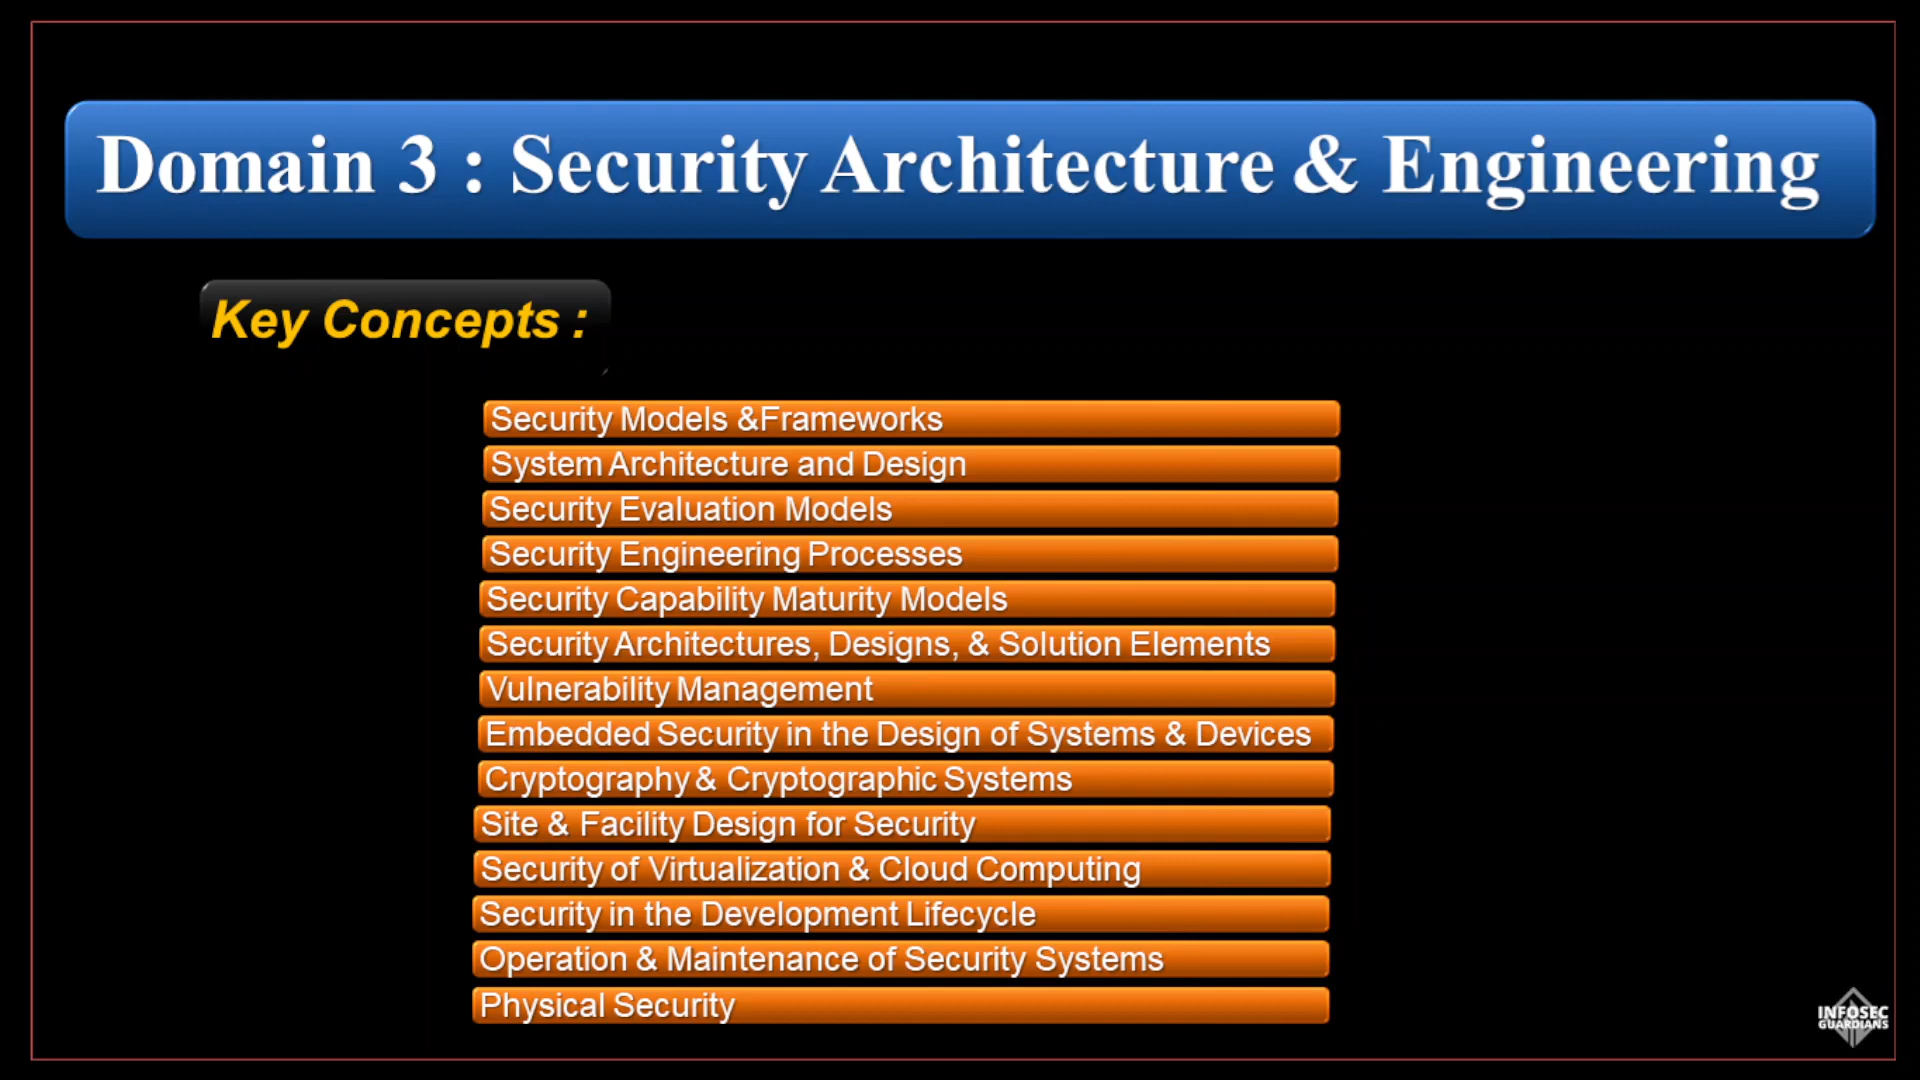 Domain 3 : Security Architecture & Engineering
Key Concepts :
Security Models &Frameworks
System Architecture and Design
Security Evaluation Models
Security Engineering Processes
Security Capability Maturity Models
Security Architectures, Designs, & Solution Elements
Vulnerability Management
Embedded Security in the Design of Systems & Devices
Cryptography & Cryptographic Systems
Site & Facility Design for Security
Security of Virtualization & Cloud Computing
Security in the Development Lifecycle
Operation & Maintenance of Security Systems
Physical Security
INFOSEC
GUARDIANS